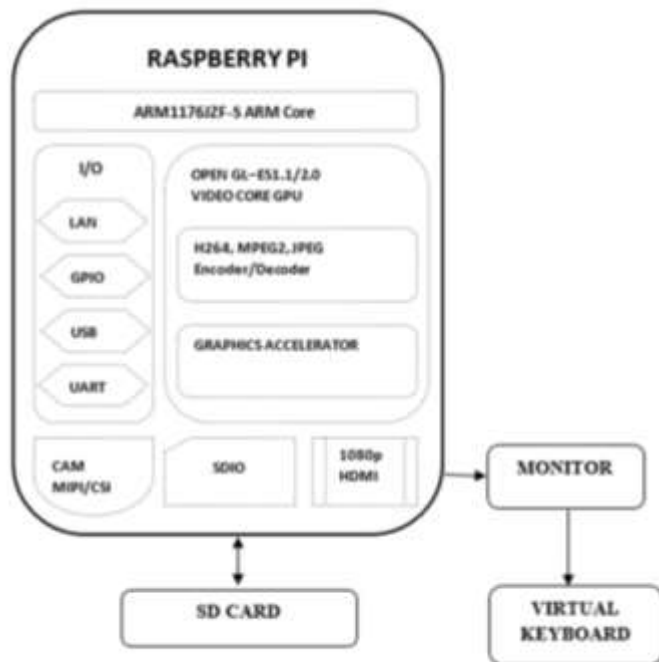 RASPBERRY PI
ARM1176JZF-S ARM Core
I/O
LAN
GPIO
USB
UART
OPEN GL-ES1.1/2.0
VIDEO CORE GPU
H264, MPEG2, JPEG
Encoder/Decoder
GRAPHICS ACCELERATOR
CAM
MIPI/CSI
SDIO
1080p
HDMI
MONITOR
SD CARD
VIRTUAL
KEYBOARD